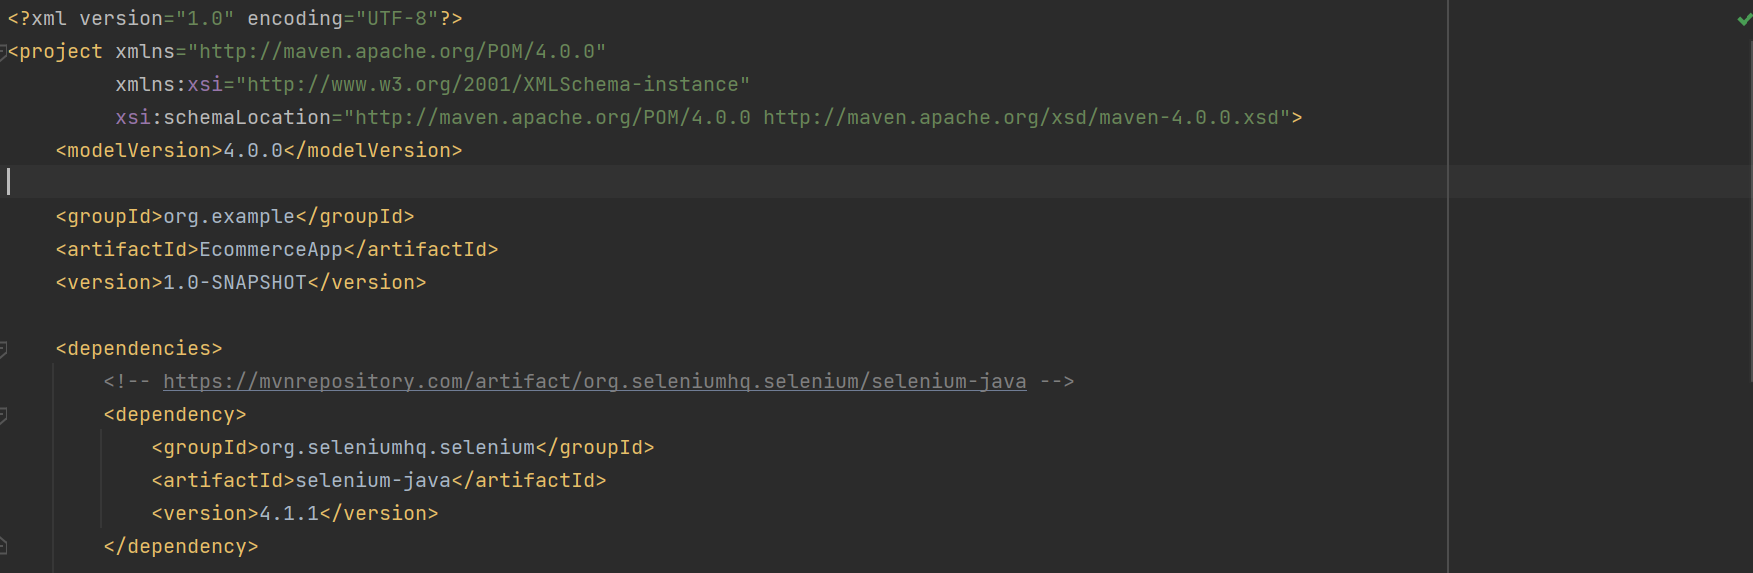 <?xml version="1.0" encoding="UTF-8"?>
<project xmlns="http://maven.apache.org/POM/4.0.0"
xmlns:xsi="http://www.w3.org/2001/XMLSchema-instance"
xsi:schemaLocation="http://maven.apache.org/POM/4.0.0 http://maven.apache.org/xsd/maven-4.0.0.xsd">
<modelVersion>4.0.0</modelVersion>
<groupId>org.example</groupId>
<artifactId>EcommerceApp</artifactId>
<version>1.0-SNAPSHOT</version>
<dependencies>
<!-- https://mvnrepository.com/artifact/org.seleniumhq.selenium/selenium-java -->
<dependency>
<groupId>org.seleniumhq.selenium</groupId>
<artifactId>selenium-java</artifactId>
<version>4.1.1</version>
</dependency>